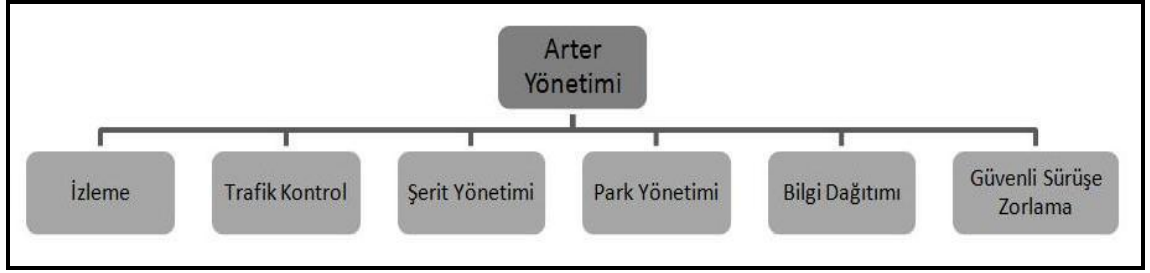 Arter
Yönetimi
İzleme
Trafik Kontrol
Şerit Yönetimi
Park Yönetimi
Bilgi Dağıtımı
Güvenli Sürüşe
Zorlama